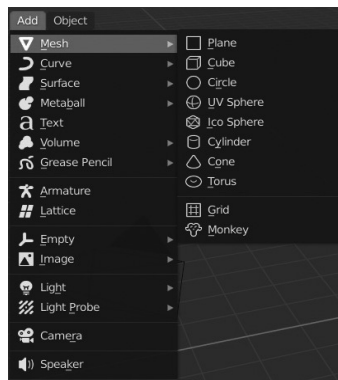 Add Object
Mesh
Curve
Surface
Metaball
Text
Volume
Grease Pencil
Armature
Lattice
Empty
Image
Light
Light Probe
Camera
Speaker
Plane
Cube
Circle
UV Sphere
Ico Sphere
Cylinder
Cone
Torus
Grid
Monkey